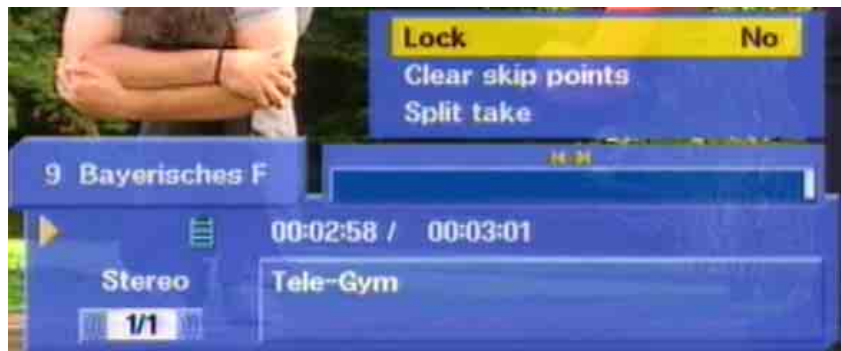 Lock No
Clear skip points
Split take
9 Bayerisches F
00:02:58 / 00:03:01
Stereo
Tele-Gym
1/1